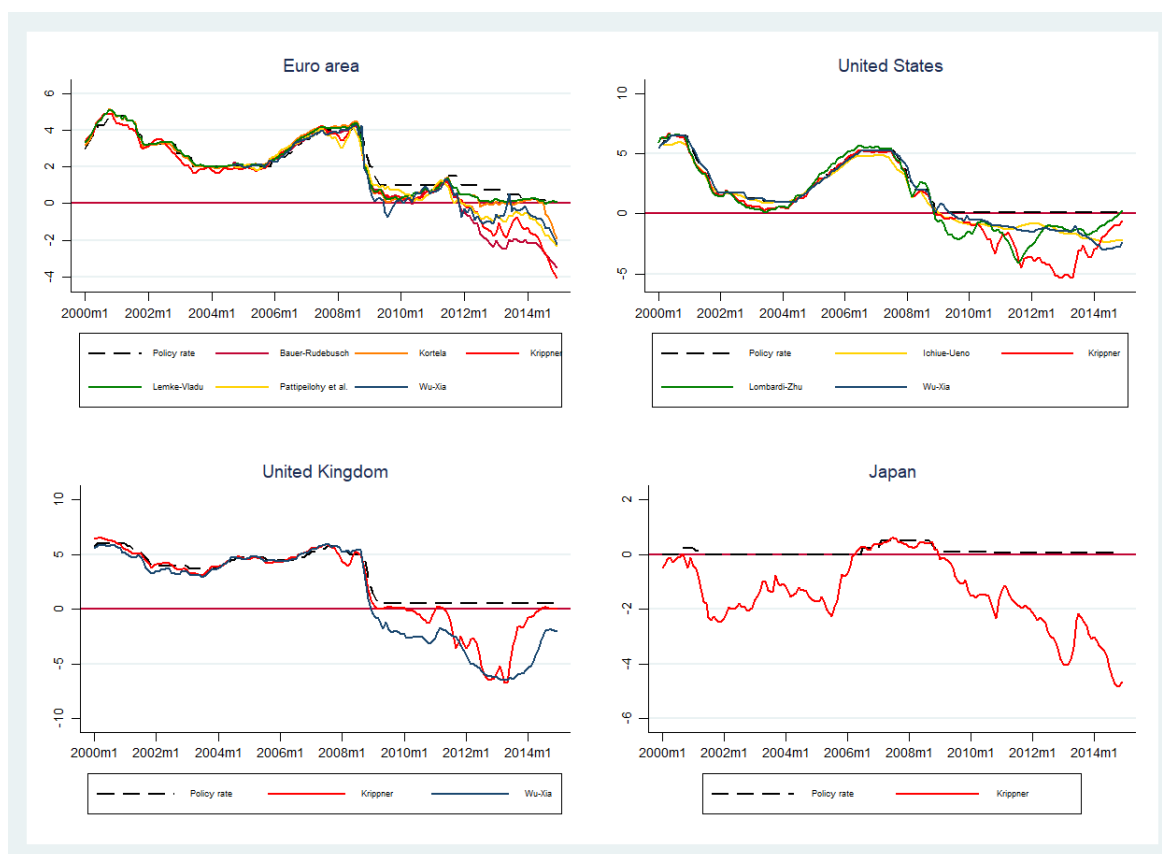 Euro area
6
4
2
0
-2
-4
2000m1 2002m1 2004m1 2006m1 2008m1 2010m1 2012m1 2014m1
Policy rate Bauer-Rudebusch Kortela Krippner
Lemke-Vladu Pattipeilohy et al. Wu-Xia
United States
10
5
0
-5
2000m1 2002m1 2004m1 2006m1 2008m1 2010m1 2012m1 2014m1
Policy rate Ichiue-Ueno Krippner
Lombardi-Zhu Wu-Xia
United Kingdom
10
5
0
-5
-10
2000m1 2002m1 2004m1 2006m1 2008m1 2010m1 2012m1 2014m1
Policy rate Krippner Wu-Xia
Japan
2
0
-2
-4
-6
2000m1 2002m1 2004m1 2006m1 2008m1 2010m1 2012m1 2014m1
Policy rate Krippner